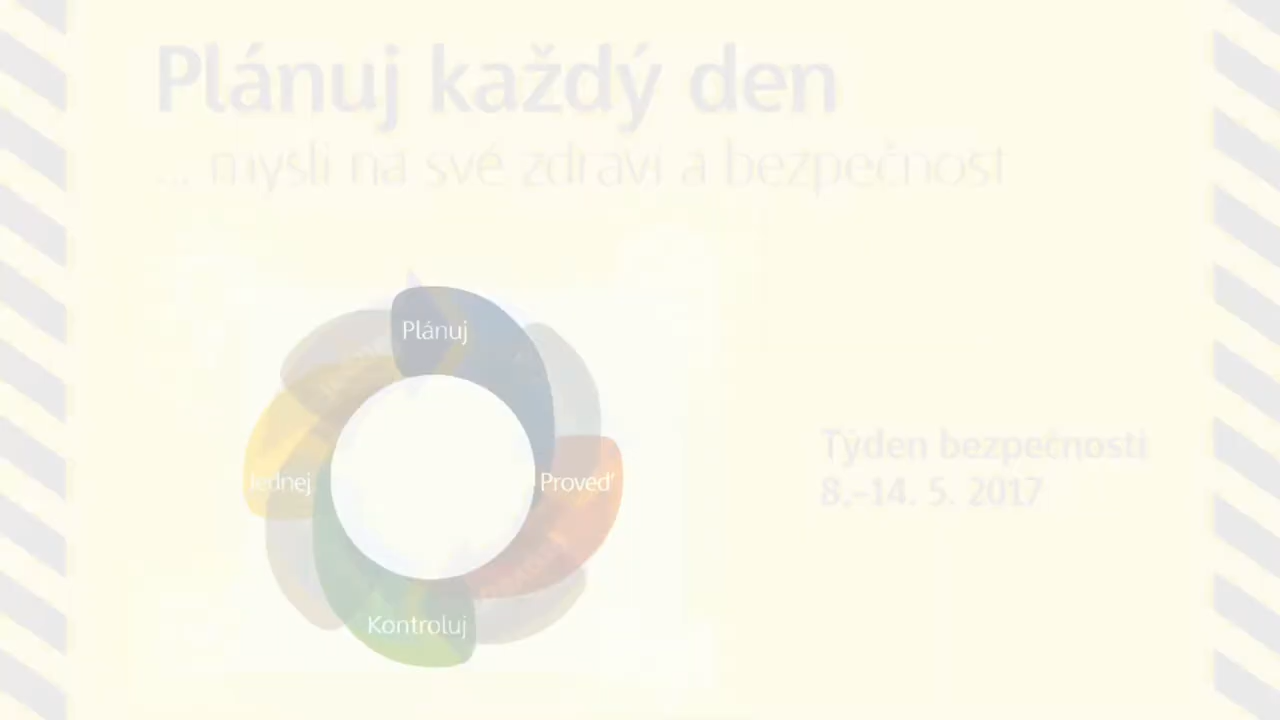 Plánuj každý den
... mysli na své zdraví a bezpečnost
Plánuj
Jednej
Proveď
Týden bezpečnosti
8.–14. 5. 2017
Kontroluj